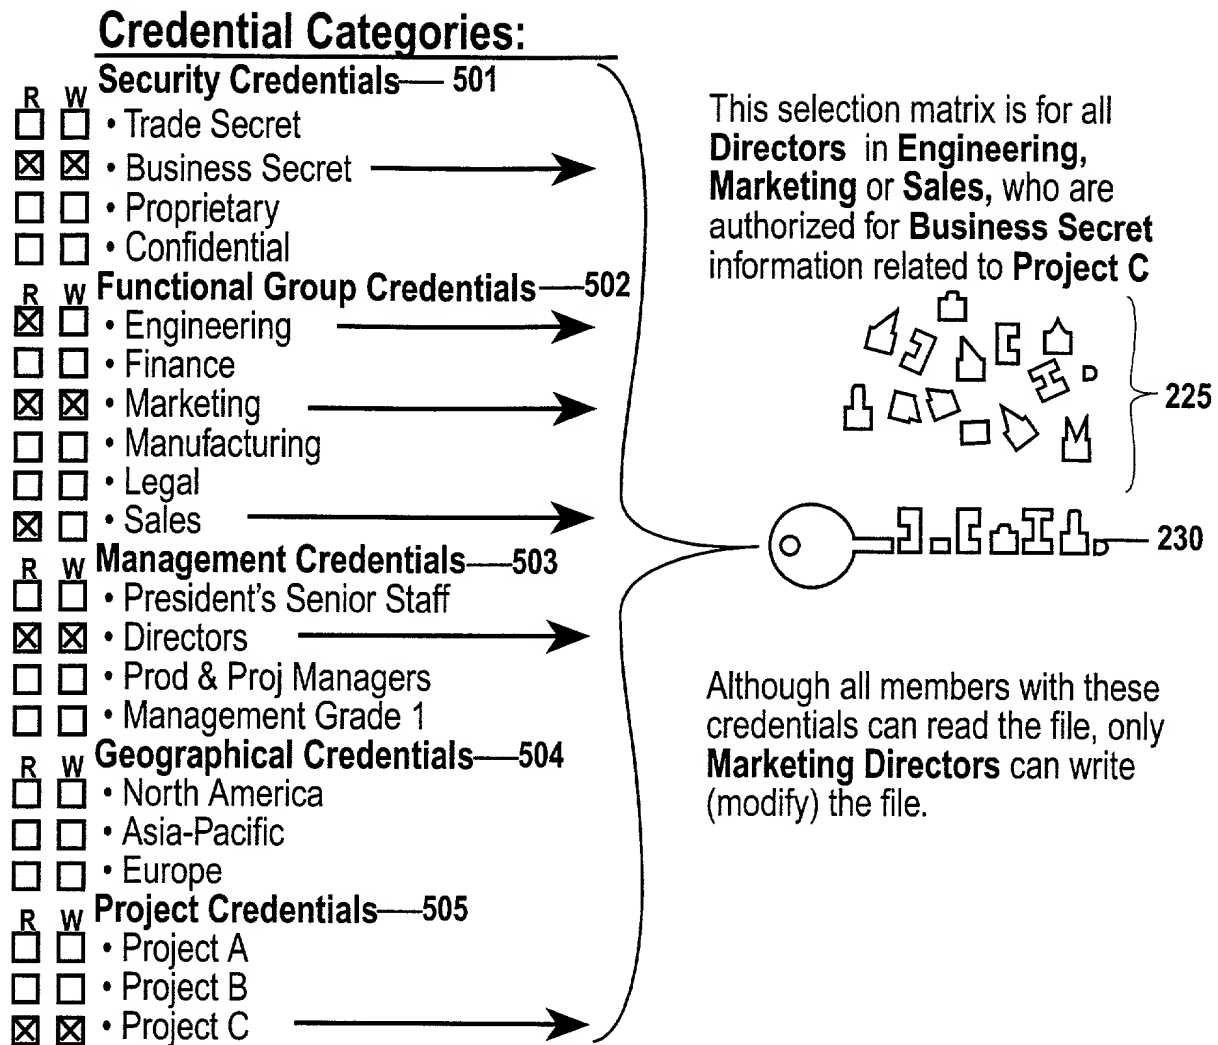 Credential Categories:
Security Credentials 501
R W
• Trade Secret
• Business Secret
• Proprietary
• Confidential
Functional Group Credentials 502
R W
• Engineering
• Finance
• Marketing
• Manufacturing
• Legal
• Sales
Management Credentials 503
R W
• President's Senior Staff
• Directors
• Prod & Proj Managers
• Management Grade 1
Geographical Credentials 504
R W
• North America
• Asia-Pacific
• Europe
Project Credentials 505
R W
• Project A
• Project B
• Project C
This selection matrix is for all
Directors in Engineering,
Marketing or Sales, who are
authorized for Business Secret
information related to Project C
225
230
Although all members with these
credentials can read the file, only
Marketing Directors can write
(modify) the file.